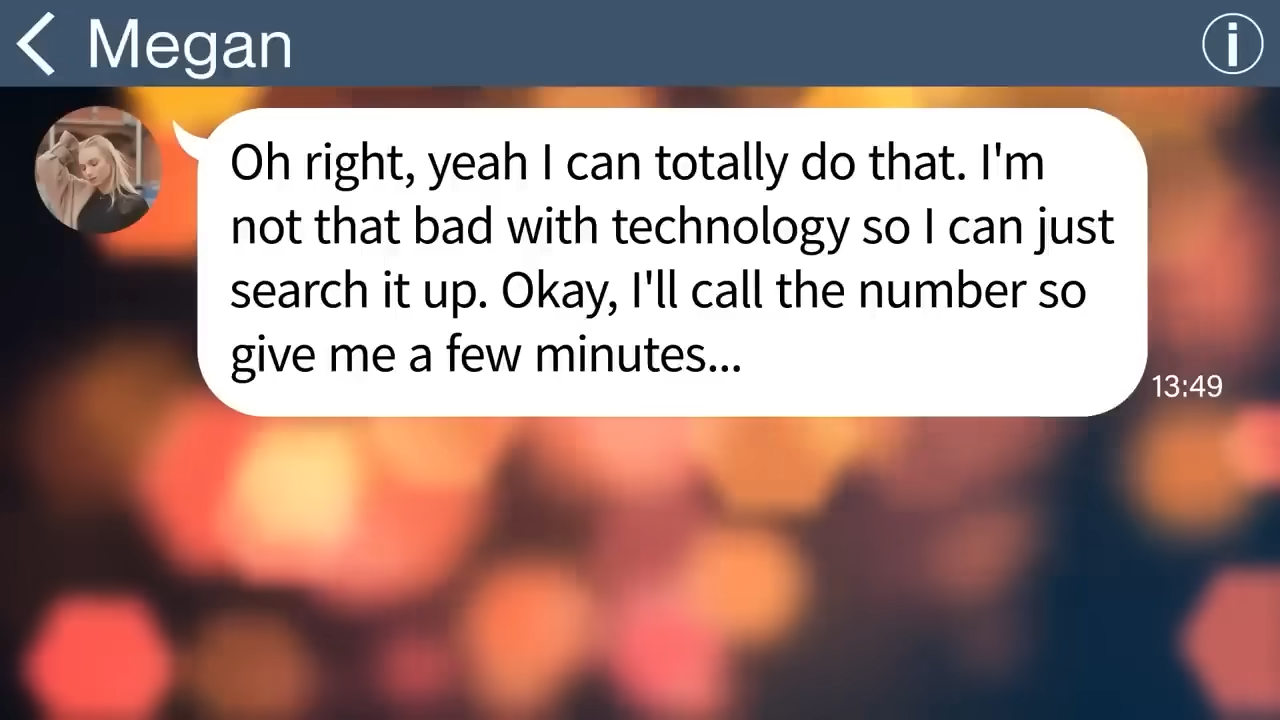 Megan
Oh right, yeah I can totally do that. I'm
not that bad with technology so I can just
search it up. Okay, I'll call the number so
give me a few minutes...
13:49